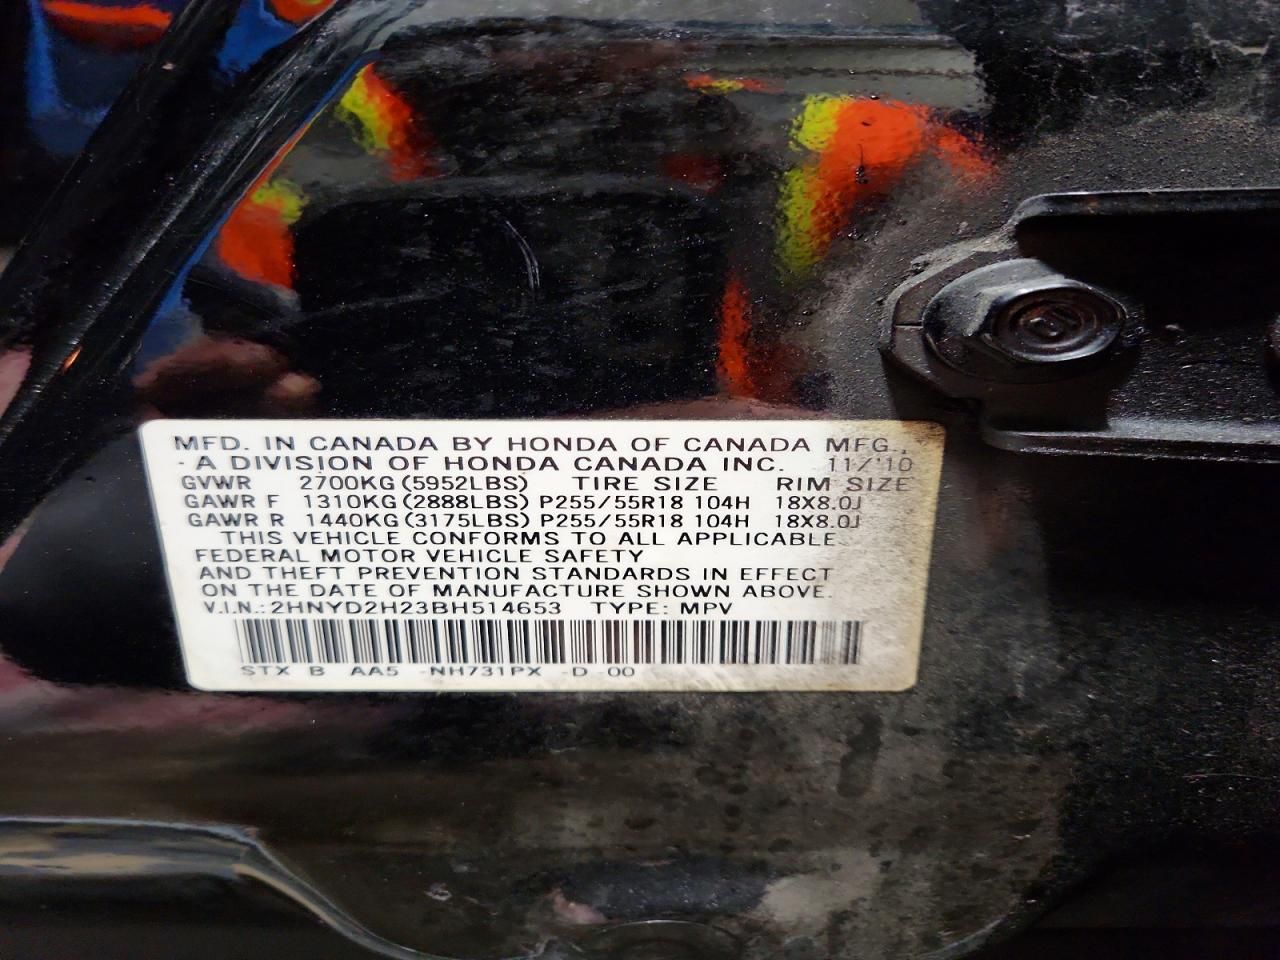 MFD. IN CANADA BY HONDA OF CANADA MFG.,
- A DIVISION OF HONDA CANADA INC. 11/'10
GVWR 2700KG (5952LBS) TIRE SIZE RIM SIZE
GAWR F 1310KG (2888LBS) P255/55R18 104H 18X8.0J
GAWR R 1440KG (3175LBS) P255/55R18 104H 18X8.0J
THIS VEHICLE CONFORMS TO ALL APPLICABLE
FEDERAL MOTOR VEHICLE SAFETY
AND THEFT PREVENTION STANDARDS IN EFFECT
ON THE DATE OF MANUFACTURE SHOWN ABOVE.
V.I.N.: 2HNYD2H23BH514653 TYPE: MPV
STX B AA5 -NH731PX -D -00